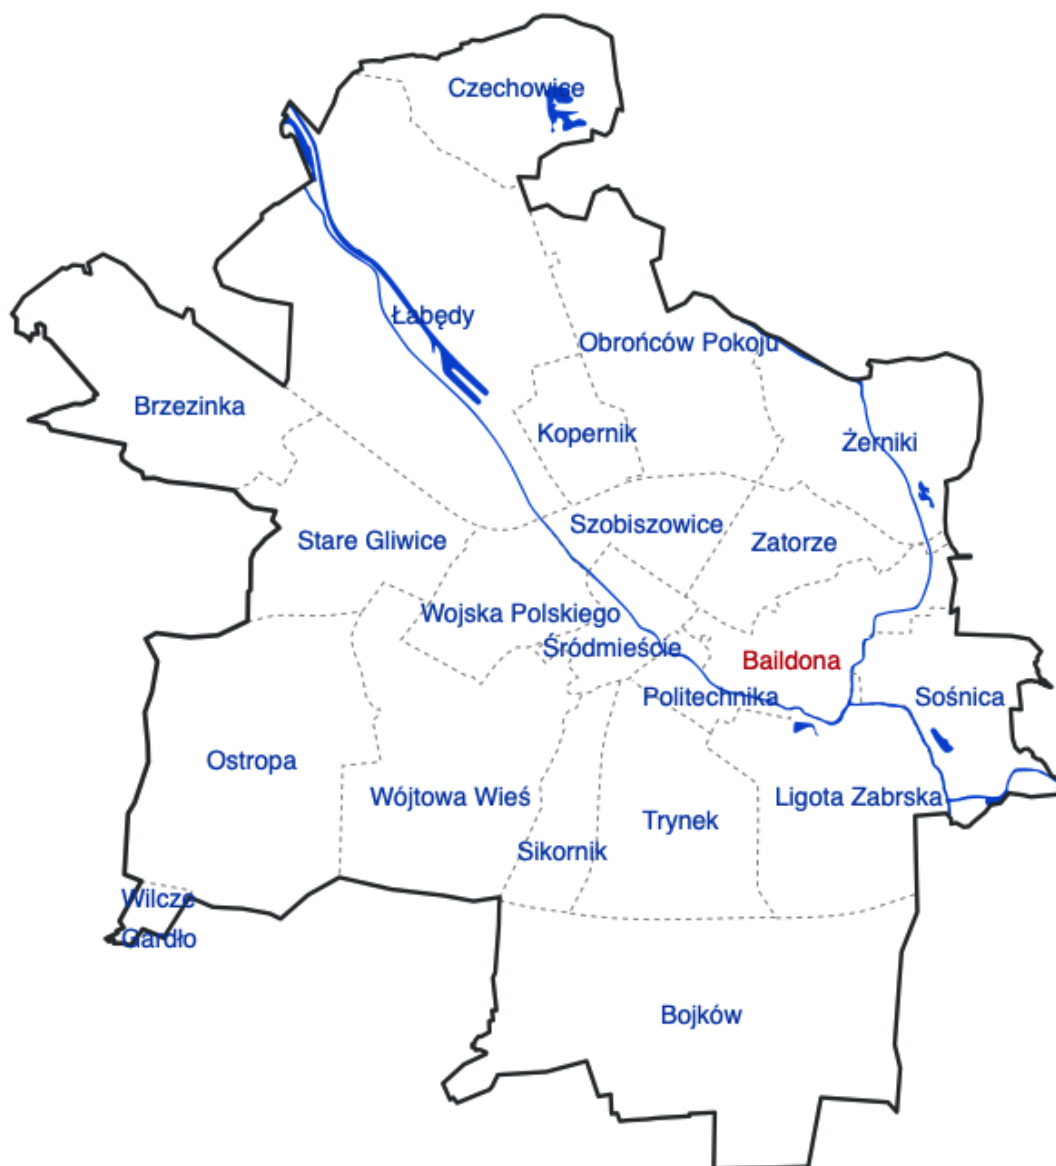 Czechowice
Łabędy
Obrońców Pokoju
Brzezinka
Kopernik
Żerniki
Szobiszowice
Stare Gliwice
Zatorze
Wojska Polskiego
Śródmieście
Baildona
Politechnika
Sośnica
Ostropa
Wójtowa Wieś
Ligota Zabrska
Trynek
Sikornik
Wilcze
Gardło
Bojków